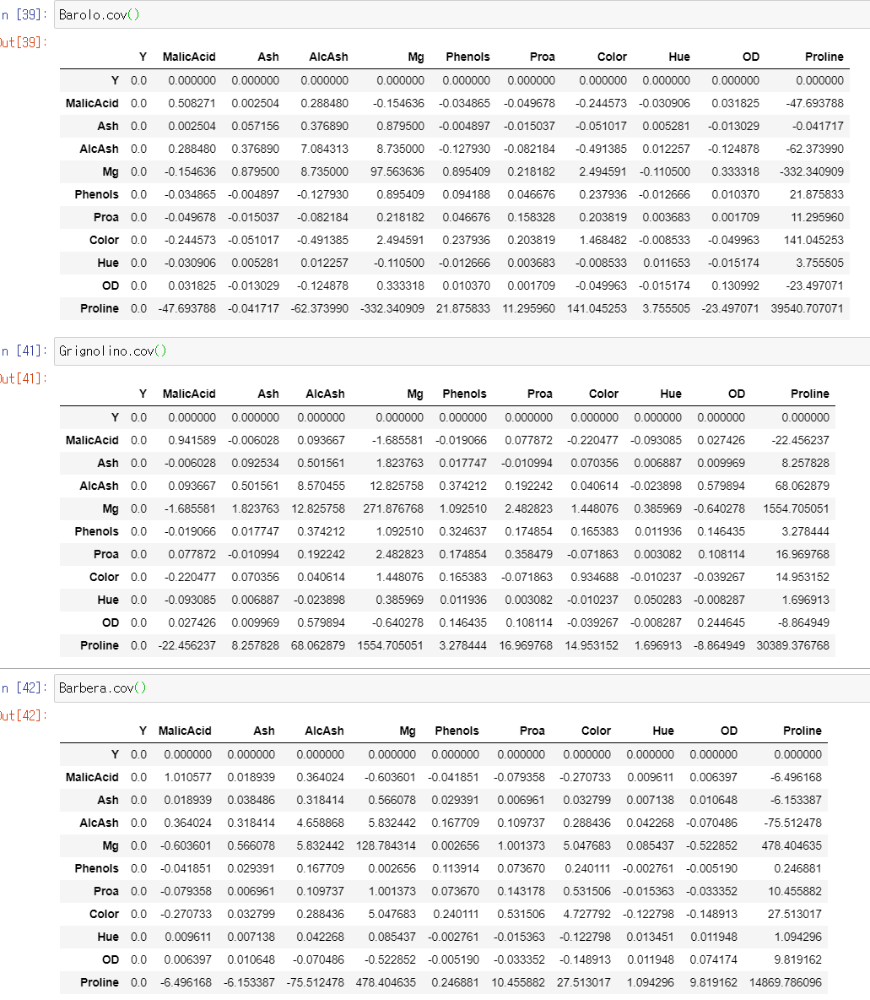 n [39]: Barolo.cov()
Out[39]:
Y MalicAcid Ash AlcAsh Mg Phenols Proa Color Hue OD Proline
Y 0.0 0.000000 0.000000 0.000000 0.000000 0.000000 0.000000 0.000000 0.000000 0.000000 0.000000
MalicAcid 0.0 0.508271 0.002504 0.288480 -0.154636 -0.034865 -0.049678 -0.244573 -0.030906 0.031825 -47.693788
Ash 0.0 0.002504 0.057156 0.376890 0.879500 -0.004897 -0.015037 -0.051017 0.005281 -0.013029 -0.041717
AlcAsh 0.0 0.288480 0.376890 7.084313 8.735000 -0.127930 -0.082184 -0.491385 0.012257 -0.124878 -62.373990
Mg 0.0 -0.154636 0.879500 8.735000 97.563636 0.895409 0.218182 2.494591 -0.110500 0.333318 -332.340909
Phenols 0.0 -0.034865 -0.004897 -0.127930 0.895409 0.094188 0.046676 0.237936 -0.012666 0.010370 21.875833
Proa 0.0 -0.049678 -0.015037 -0.082184 0.218182 0.046676 0.158328 0.203819 0.003683 0.001709 11.295960
Color 0.0 -0.244573 -0.051017 -0.491385 2.494591 0.237936 0.203819 1.468482 -0.008533 -0.049963 141.045253
Hue 0.0 -0.030906 0.005281 0.012257 -0.110500 -0.012666 0.003683 -0.008533 0.011653 -0.015174 3.755505
OD 0.0 0.031825 -0.013029 -0.124878 0.333318 0.010370 0.001709 -0.049963 -0.015174 0.130992 -23.497071
Proline 0.0 -47.693788 -0.041717 -62.373990 -332.340909 21.875833 11.295960 141.045253 3.755505 -23.497071 39540.707071
n [41]: Grignolino.cov()
Out[41]:
Y MalicAcid Ash AlcAsh Mg Phenols Proa Color Hue OD Proline
Y 0.0 0.000000 0.000000 0.000000 0.000000 0.000000 0.000000 0.000000 0.000000 0.000000 0.000000
MalicAcid 0.0 0.941589 -0.006028 0.093667 -1.685581 -0.019066 0.077872 -0.220477 -0.093085 0.027426 -22.456237
Ash 0.0 -0.006028 0.092534 0.501561 1.823763 0.017747 -0.010994 0.070356 0.006887 0.009969 8.257828
AlcAsh 0.0 0.093667 0.501561 8.570455 12.825758 0.374212 0.192242 0.040614 -0.023898 0.579894 68.062879
Mg 0.0 -1.685581 1.823763 12.825758 271.876768 1.092510 2.482823 1.448076 0.385969 -0.640278 1554.705051
Phenols 0.0 -0.019066 0.017747 0.374212 1.092510 0.324637 0.174854 0.165383 0.011936 0.146435 3.278444
Proa 0.0 0.077872 -0.010994 0.192242 2.482823 0.174854 0.358479 -0.071863 0.003082 0.108114 16.969768
Color 0.0 -0.220477 0.070356 0.040614 1.448076 0.165383 -0.071863 0.934688 -0.010237 -0.039267 14.953152
Hue 0.0 -0.093085 0.006887 -0.023898 0.385969 0.011936 0.003082 -0.010237 0.050283 -0.008287 1.696913
OD 0.0 0.027426 0.009969 0.579894 -0.640278 0.146435 0.108114 -0.039267 -0.008287 0.244645 -8.864949
Proline 0.0 -22.456237 8.257828 68.062879 1554.705051 3.278444 16.969768 14.953152 1.696913 -8.864949 30389.376768
n [42]: Barbera.cov()
Out[42]:
Y MalicAcid Ash AlcAsh Mg Phenols Proa Color Hue OD Proline
Y 0.0 0.000000 0.000000 0.000000 0.000000 0.000000 0.000000 0.000000 0.000000 0.000000 0.000000
MalicAcid 0.0 1.010577 0.018939 0.364024 -0.603601 -0.041851 -0.079358 -0.270733 0.009611 0.006397 -6.496168
Ash 0.0 0.018939 0.038486 0.318414 0.566078 0.029391 0.006961 0.032799 0.007138 0.010648 -6.153387
AlcAsh 0.0 0.364024 0.318414 4.658868 5.832442 0.167709 0.109737 0.288436 0.042268 -0.070486 -75.512478
Mg 0.0 -0.603601 0.566078 5.832442 128.784314 0.002656 1.001373 5.047683 0.085437 -0.522852 478.404635
Phenols 0.0 -0.041851 0.029391 0.167709 0.002656 0.113914 0.073670 0.240111 -0.002761 -0.005190 0.246881
Proa 0.0 -0.079358 0.006961 0.109737 1.001373 0.073670 0.143178 0.531506 -0.015363 -0.033352 10.455882
Color 0.0 -0.270733 0.032799 0.288436 5.047683 0.240111 0.531506 4.727792 -0.122798 -0.148913 27.513017
Hue 0.0 0.009611 0.007138 0.042268 0.085437 -0.002761 -0.015363 -0.122798 0.013451 0.011948 1.094296
OD 0.0 0.006397 0.010648 -0.070486 -0.522852 -0.005190 -0.033352 -0.148913 0.011948 0.074174 9.819162
Proline 0.0 -6.496168 -6.153387 -75.512478 478.404635 0.246881 10.455882 27.513017 1.094296 9.819162 14869.786096